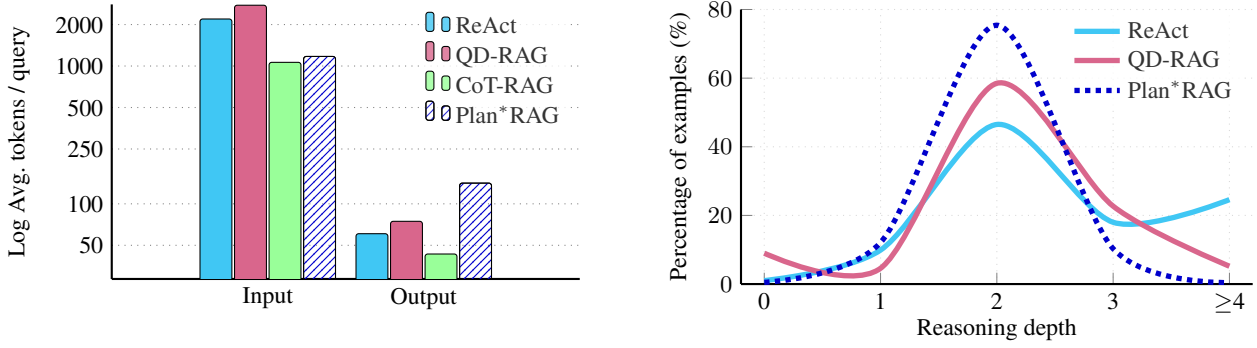 Log Avg. tokens / query
2000
1000
500
250
100
50
Input
Output
ReAct
QD-RAG
CoT-RAG
Plan*RAG
Percentage of examples (%)
80
60
40
20
0
0
1
2
3
≥4
Reasoning depth
ReAct
QD-RAG
Plan*RAG